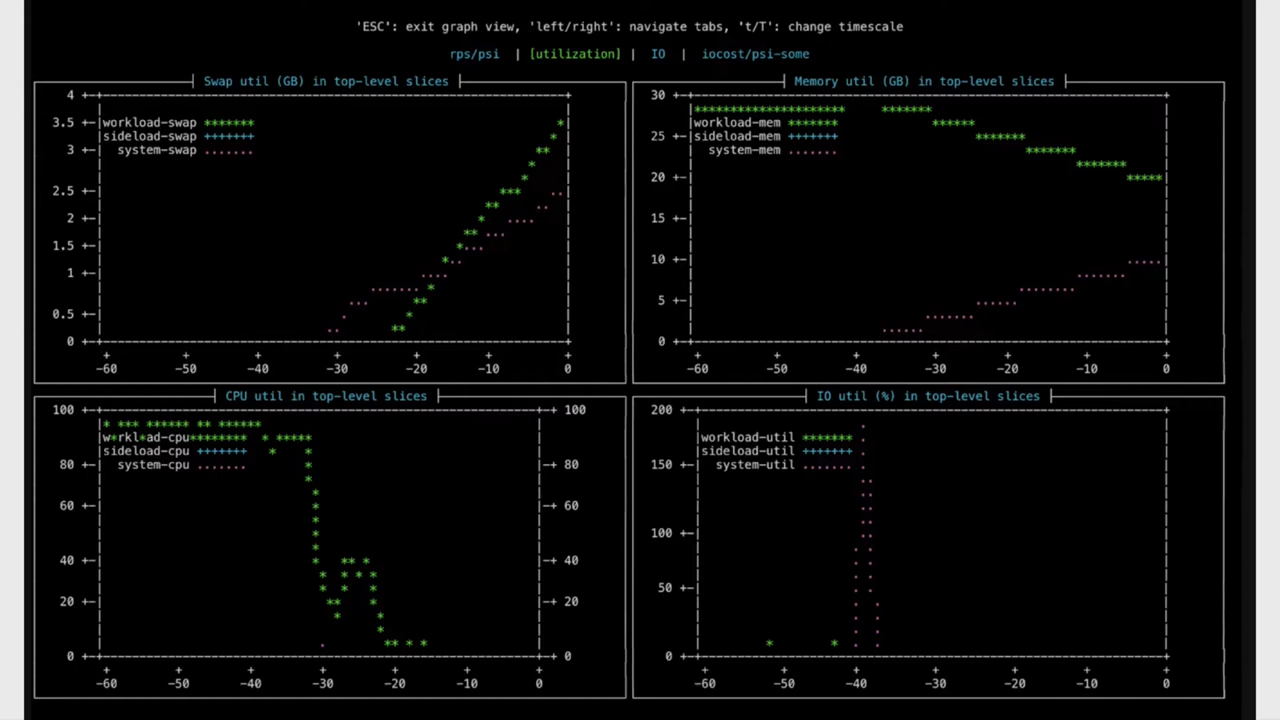 'ESC': exit graph view, 'left/right': navigate tabs, 't/T': change timescale
rps/psi | [utilization] | IO | iocost/psi-some
Swap util (GB) in top-level slices
4
3.5
3
2.5
2
1.5
1
0.5
0
workload-swap
sideload-swap
system-swap
-60 -50 -40 -30 -20 -10 0
Memory util (GB) in top-level slices
30
25
20
15
10
5
0
workload-mem
sideload-mem
system-mem
-60 -50 -40 -30 -20 -10 0
CPU util in top-level slices
100
80
60
40
20
0
w*rkl*ad-cpu
sideload-cpu
system-cpu
100
80
60
40
20
0
-60 -50 -40 -30 -20 -10 0
IO util (%) in top-level slices
200
150
100
50
0
workload-util
sideload-util
system-util
-60 -50 -40 -30 -20 -10 0